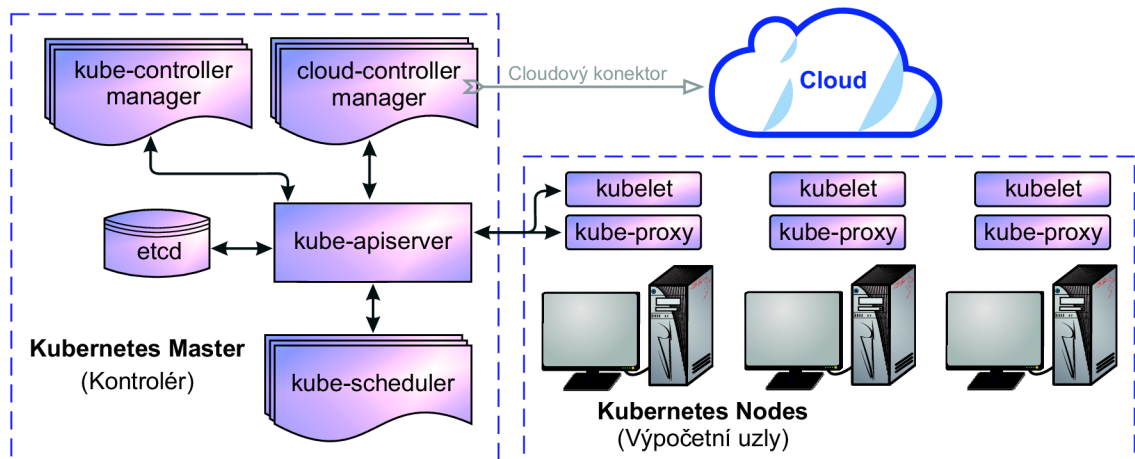 kube-controller
manager
cloud-controller
manager
Cloudový konektor
Cloud
etcd
kube-apiserver
kube-scheduler
Kubernetes Master
(Kontrolér)
kubelet
kube-proxy
kubelet
kube-proxy
kubelet
kube-proxy
Kubernetes Nodes
(Výpočetní uzly)